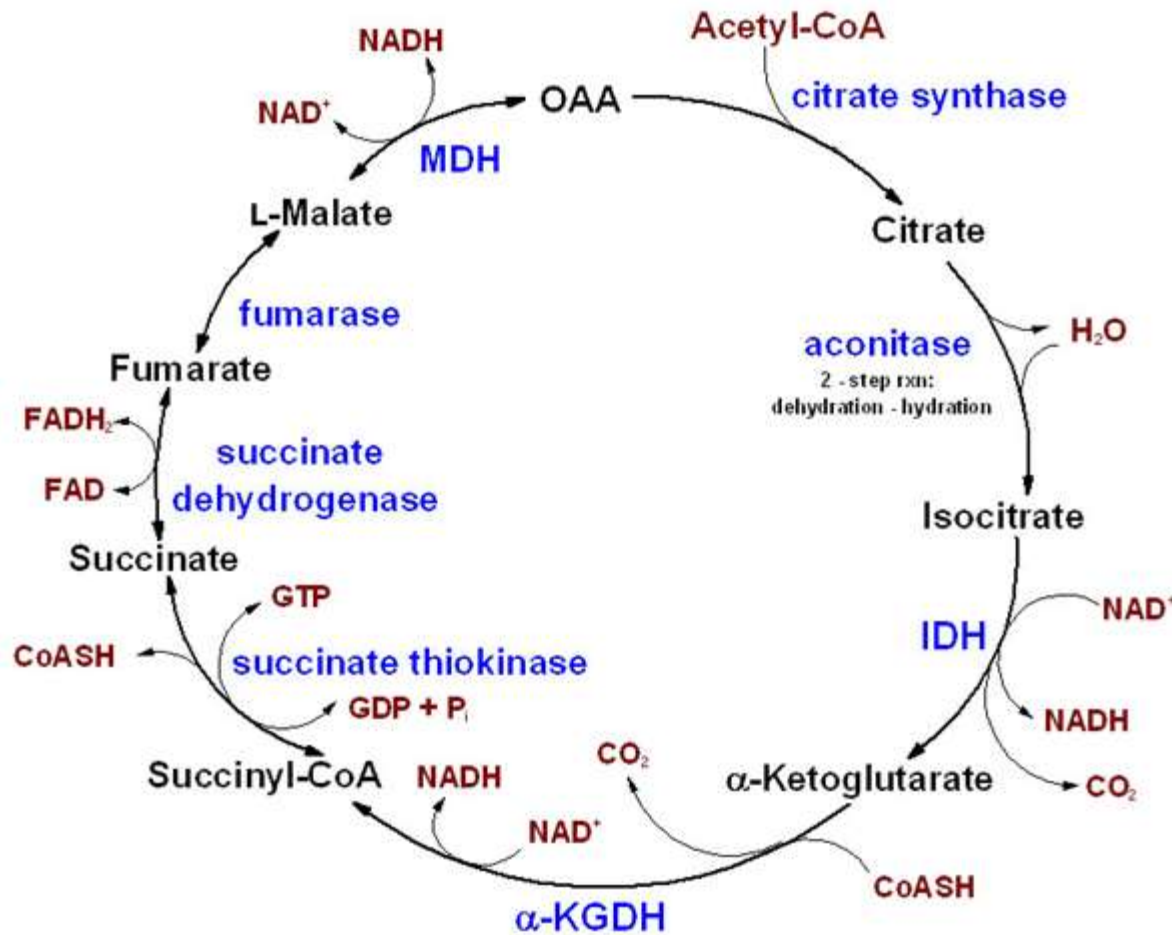 Acetyl-CoA
NADH
OAA
citrate synthase
NAD⁺
MDH
L-Malate
Citrate
fumarase
H₂O
aconitase
2 - step rxn:
dehydration - hydration
Fumarate
FADH₂
succinate
dehydrogenase
FAD
Isocitrate
Succinate
GTP
NAD⁺
IDH
CoASH
succinate thiokinase
GDP + Pᵢ
NADH
CO₂
Succinyl-CoA
NADH
α-Ketoglutarate
CO₂
NAD⁺
CoASH
α-KGDH